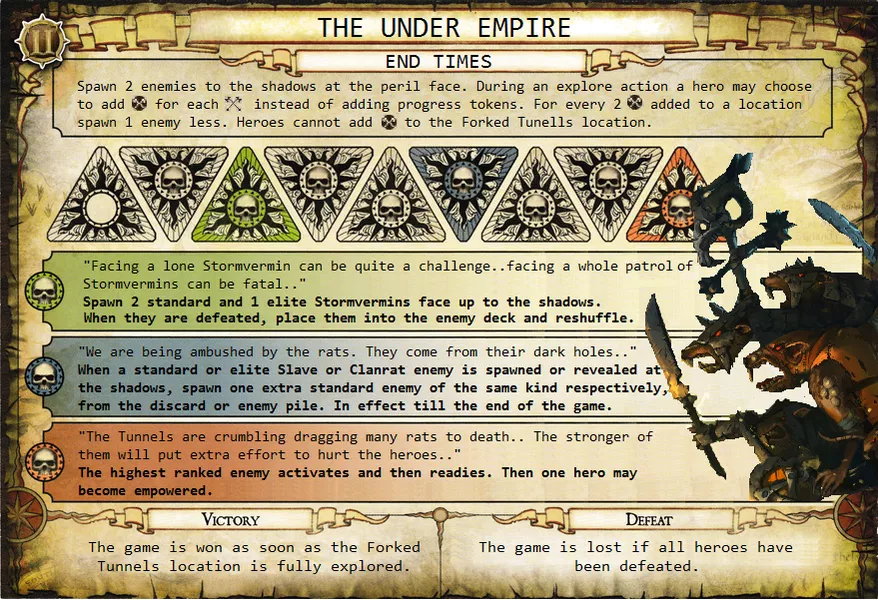 II
THE UNDER EMPIRE
END TIMES
Spawn 2 enemies to the shadows at the peril face. During an explore action a hero may choose
to add for each instead of adding progress tokens. For every 2 added to a location
spawn 1 enemy less. Heroes cannot add to the Forked Tunells location.
"Facing a lone Stormvermin can be quite a challenge..facing a whole patrol of
Stormvermins can be fatal.."
Spawn 2 standard and 1 elite Stormvermins face up to the shadows.
When they are defeated, place them into the enemy deck and reshuffle.
"We are being ambushed by the rats. They come from their dark holes.."
When a standard or elite Slave or Clanrat enemy is spawned or revealed at
the shadows, spawn one extra standard enemy of the same kind respectively,
from the discard or enemy pile. In effect till the end of the game.
"The Tunnels are crumbling dragging many rats to death.. The stronger of
them will put extra effort to hurt the heroes.."
The highest ranked enemy activates and then readies. Then one hero may
become empowered.
VICTORY
The game is won as soon as the Forked
Tunnels location is fully explored.
DEFEAT
The game is lost if all heroes have
been defeated.